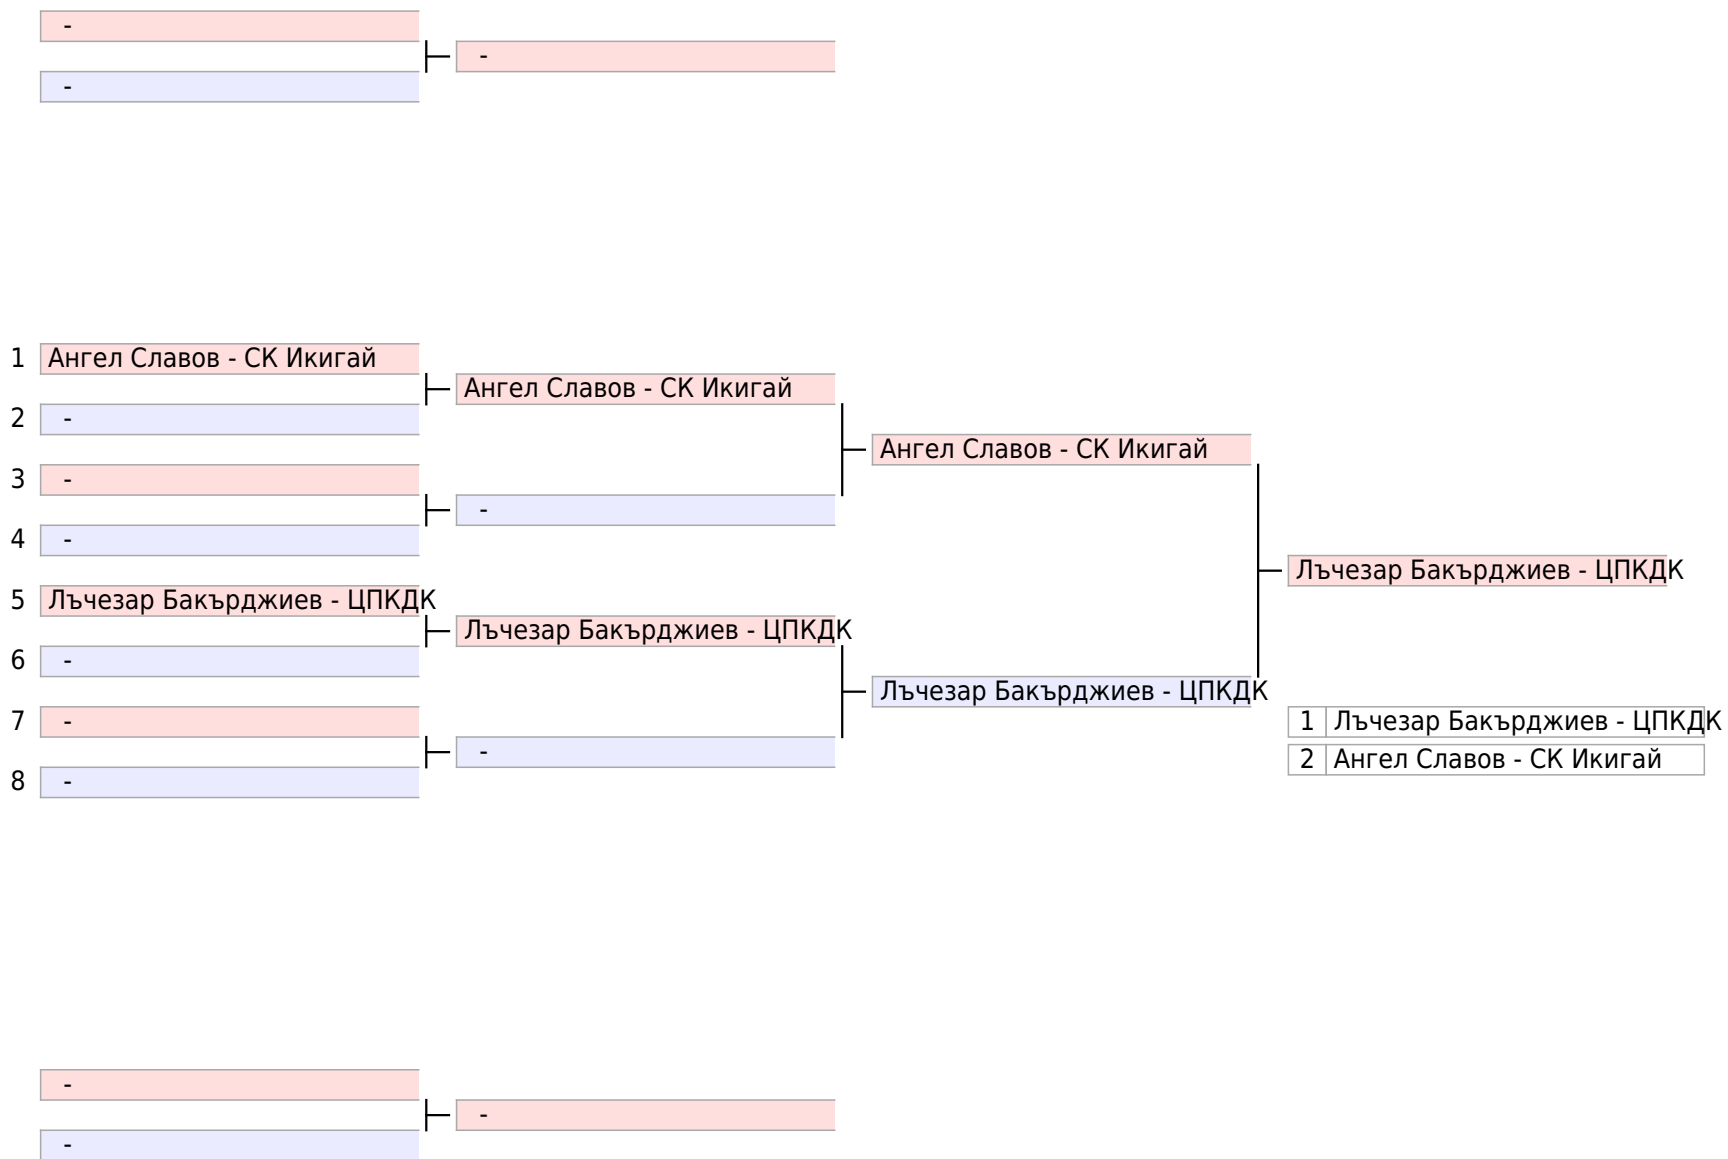 -
-
-
1 Ангел Славов - СК Икигай
Ангел Славов - СК Икигай
2 -
Ангел Славов - СК Икигай
3 -
-
4 -
Лъчезар Бакърджиев - ЦПКДК
5 Лъчезар Бакърджиев - ЦПКДК
Лъчезар Бакърджиев - ЦПКДК
6 -
Лъчезар Бакърджиев - ЦПКДК
7 -
1 Лъчезар Бакърджиев - ЦПКДК
-
2 Ангел Славов - СК Икигай
8 -
-
-
-